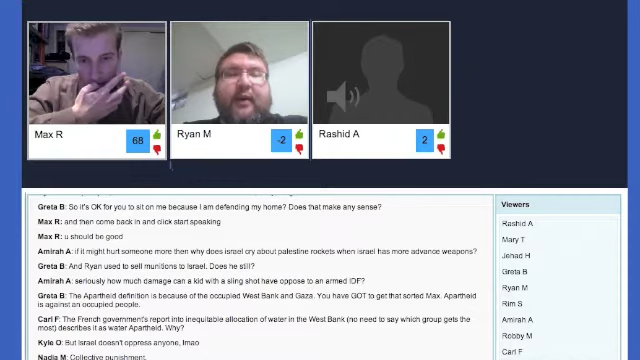 Max R
68
Ryan M
-2
Rashid A
2
Greta B: So it's OK for you to sit on me because I am defending my home? Does that make any sense?
Max R: and then come back in and click start speaking
Max R: u should be good
Amirah A: if it might hurt someone more then why does israel cry about palestine rockets when israel has more advance weapons?
Greta B: And Ryan used to sell munitions to Israel. Does he still?
Amirah A: seriously how much damage can a kid with a sling shot have oppose to an armed IDF?
Greta B: The Apartheid definition is because of the occupied West Bank and Gaza. You have GOT to get that sorted Max. Apartheid
is against an occupied people.
Carl F: The French government's report into inequitable allocation of water in the West Bank (no need to say which group gets the
most) describes it as water Apartheid. Why?
Kyle O: But Israel doesn't oppress anyone, lmao
Nadia M: Collective punishment.
Viewers
Rashid A
Mary T
Jehad H
Greta B
Ryan M
Rim S
Amirah A
Robby M
Carl F